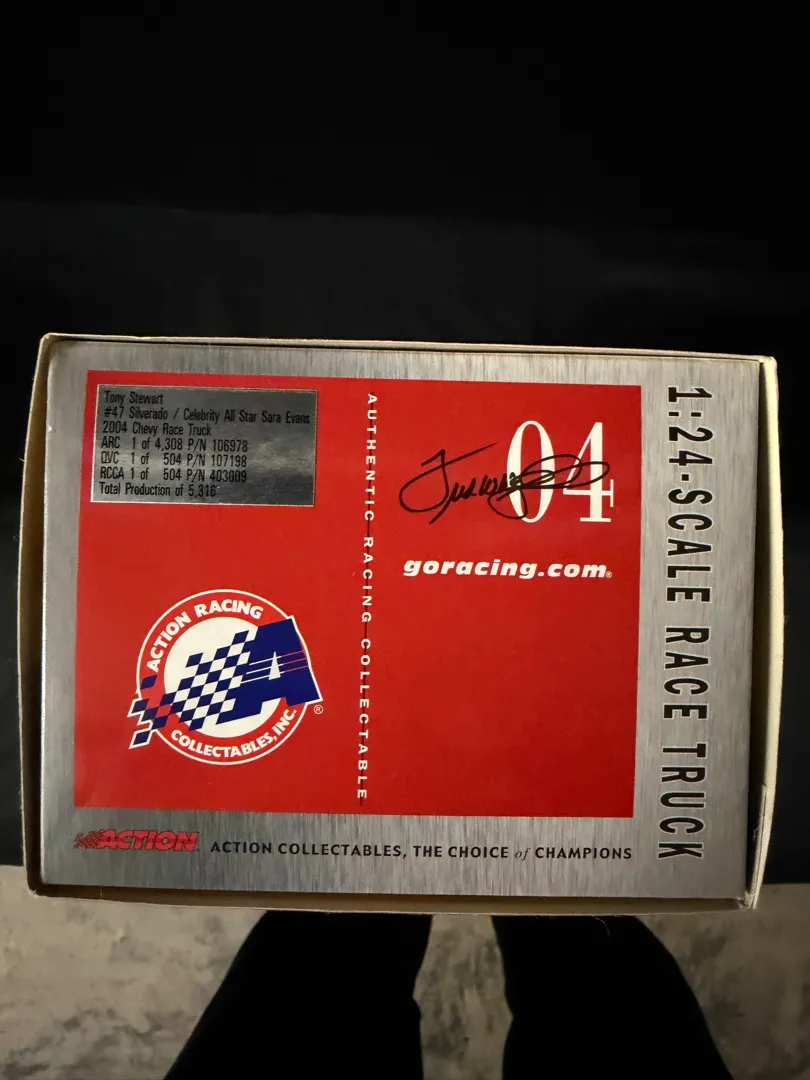 Tony Stewart
#47 Silverado / Celebrity All Star Sara Evans
2004 Chevy Race Truck
ARC 1 of 4,308 P/N 106978
QVC 1 of 504 P/N 107198
RCCA 1 of 504 P/N 403009
Total Production of 5,316
AUTHENTIC RACING COLLECTABLE
04
goracing.com®
1:24-SCALE RACE TRUCK
ACTION RACING
COLLECTABLES, INC.
®
ACTION
ACTION COLLECTABLES, THE CHOICE of CHAMPIONS